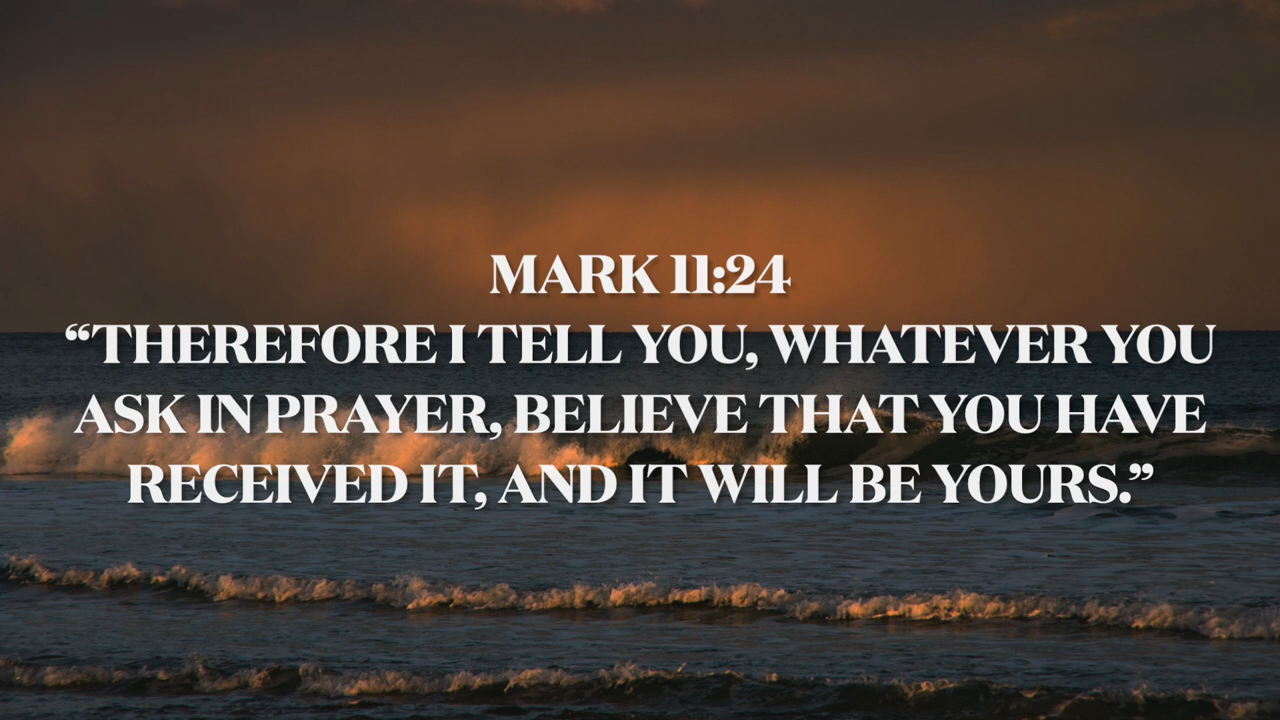 MARK 11:24
“THEREFORE I TELL YOU, WHATEVER YOU
ASK IN PRAYER, BELIEVE THAT YOU HAVE
RECEIVED IT, AND IT WILL BE YOURS.”